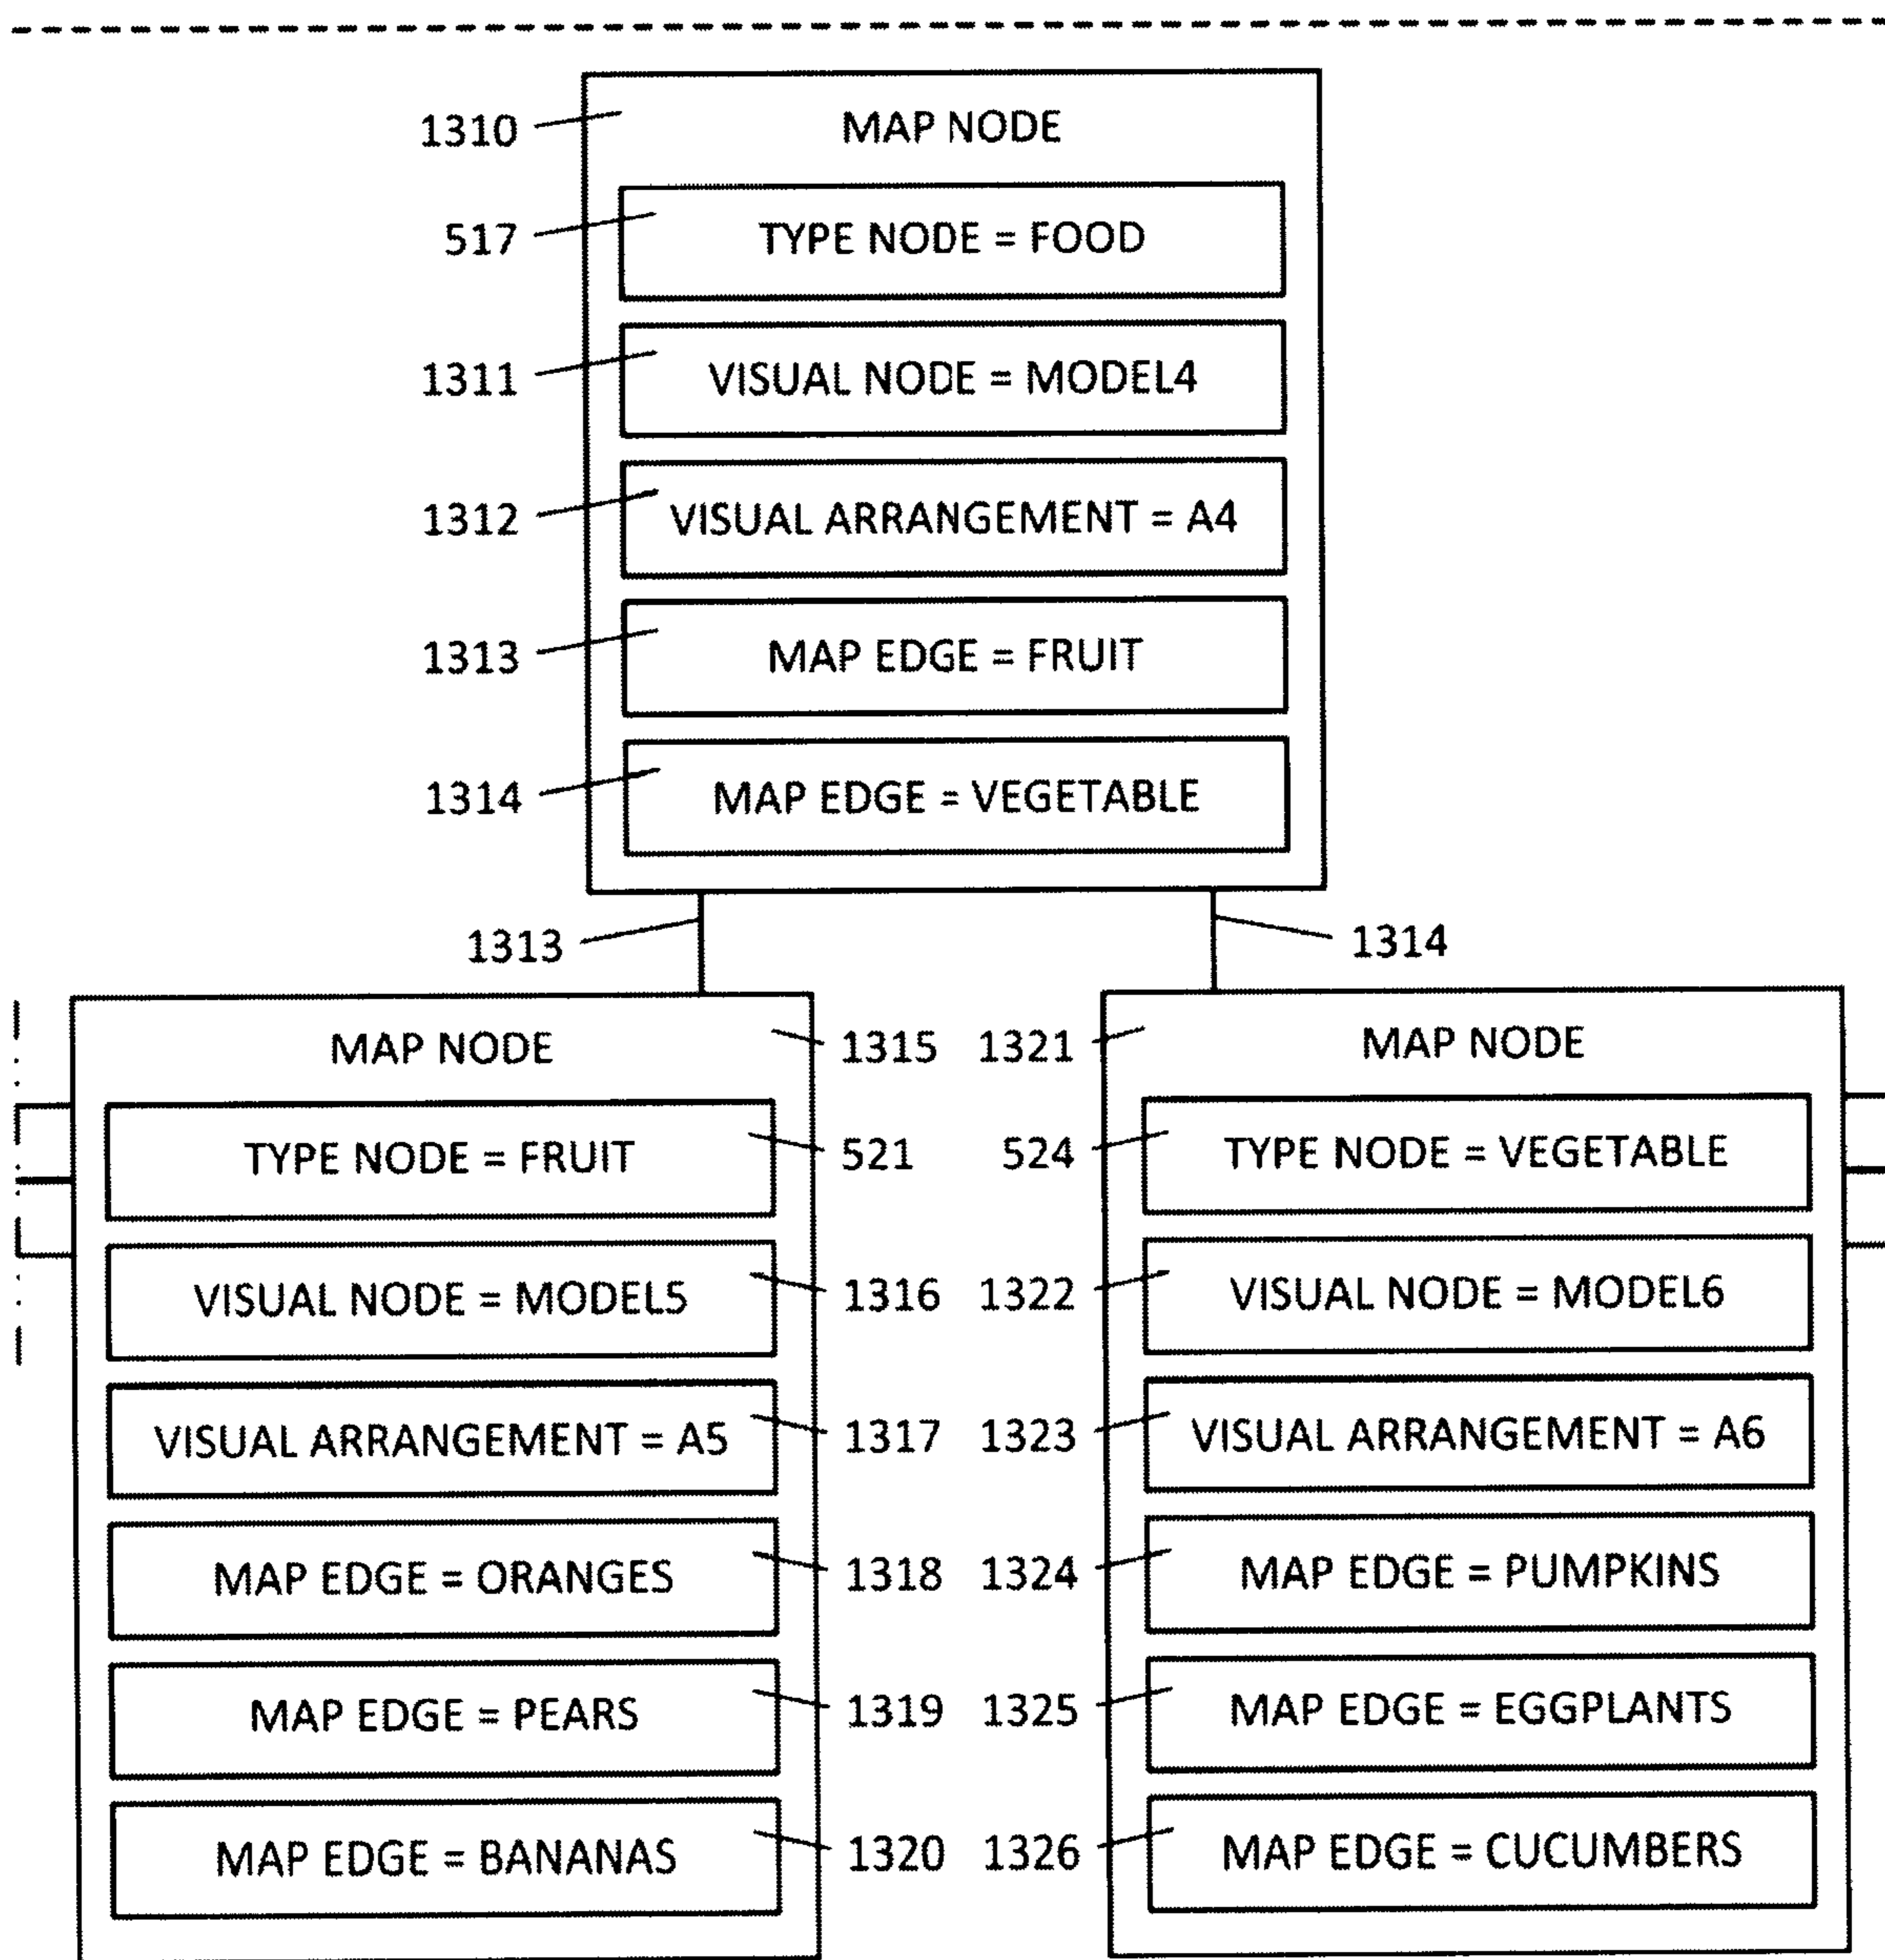 1310 MAP NODE
517 TYPE NODE = FOOD
1311 VISUAL NODE = MODEL4
1312 VISUAL ARRANGEMENT = A4
1313 MAP EDGE = FRUIT
1314 MAP EDGE = VEGETABLE
1313 1314
MAP NODE 1315 1321 MAP NODE
TYPE NODE = FRUIT 521 524 TYPE NODE = VEGETABLE
VISUAL NODE = MODEL5 1316 1322 VISUAL NODE = MODEL6
VISUAL ARRANGEMENT = A5 1317 1323 VISUAL ARRANGEMENT = A6
MAP EDGE = ORANGES 1318 1324 MAP EDGE = PUMPKINS
MAP EDGE = PEARS 1319 1325 MAP EDGE = EGGPLANTS
MAP EDGE = BANANAS 1320 1326 MAP EDGE = CUCUMBERS